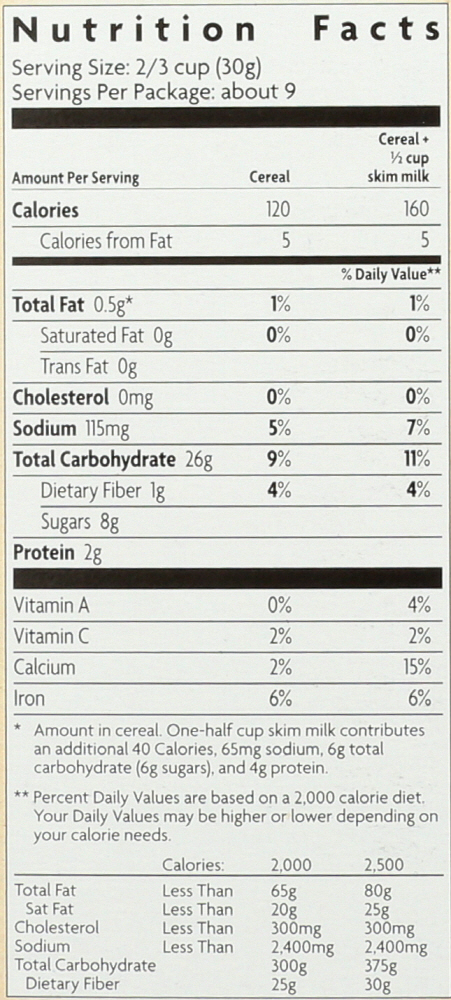 Nutrition Facts
Serving Size: 2/3 cup (30g)
Servings Per Package: about 9
Cereal +
½ cup
Amount Per Serving Cereal skim milk
Calories 120 160
Calories from Fat 5 5
% Daily Value**
Total Fat 0.5g* 1% 1%
Saturated Fat 0g 0% 0%
Trans Fat 0g
Cholesterol 0mg 0% 0%
Sodium 115mg 5% 7%
Total Carbohydrate 26g 9% 11%
Dietary Fiber 1g 4% 4%
Sugars 8g
Protein 2g
Vitamin A 0% 4%
Vitamin C 2% 2%
Calcium 2% 15%
Iron 6% 6%
* Amount in cereal. One-half cup skim milk contributes
an additional 40 Calories, 65mg sodium, 6g total
carbohydrate (6g sugars), and 4g protein.
** Percent Daily Values are based on a 2,000 calorie diet.
Your Daily Values may be higher or lower depending on
your calorie needs.
Calories: 2,000 2,500
Total Fat Less Than 65g 80g
Sat Fat Less Than 20g 25g
Cholesterol Less Than 300mg 300mg
Sodium Less Than 2,400mg 2,400mg
Total Carbohydrate 300g 375g
Dietary Fiber 25g 30g